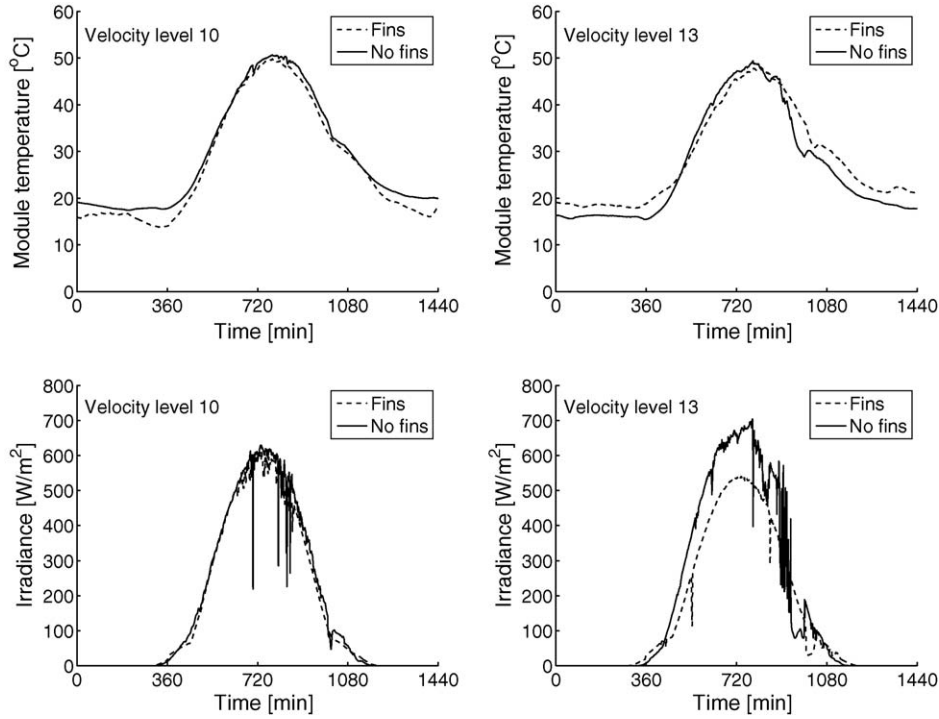 Module temperature [°C]
60
50
40
30
20
10
0
Velocity level 10
Fins
No fins
0
360
720
1080
1440
Time [min]
Module temperature [°C]
60
50
40
30
20
10
0
Velocity level 13
Fins
No fins
0
360
720
1080
1440
Time [min]
Irradiance [W/m²]
800
700
600
500
400
300
200
100
0
Velocity level 10
Fins
No fins
0
360
720
1080
1440
Time [min]
Irradiance [W/m²]
800
700
600
500
400
300
200
100
0
Velocity level 13
Fins
No fins
0
360
720
1080
1440
Time [min]